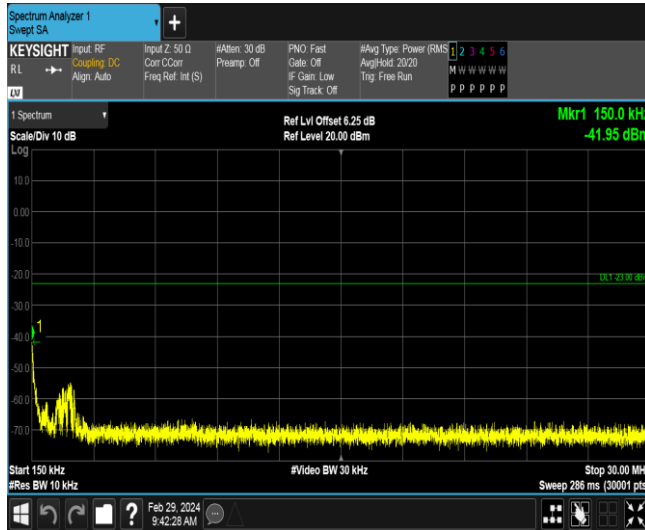 Spectrum Analyzer 1
Swept SA
+
KEYSIGHT
RL
LXI
Input: RF
Coupling: DC
Align: Auto
Input Z: 50 Ω
Corr CCorr
Freq Ref: Int (S)
#Atten: 30 dB
Preamp: Off
PNO: Fast
Gate: Off
IF Gain: Low
Sig Track: Off
#Avg Type: Power (RMS
Avg|Hold: 20/20
Trig: Free Run
1 2 3 4 5 6
M W W W W W
P P P P P P
1 Spectrum
Scale/Div 10 dB
Ref Lvl Offset 6.25 dB
Ref Level 20.00 dBm
Mkr1 150.0 kHz
-41.95 dBm
Log
10.0
0.00
-10.0
-20.0
DL1 -23.00 dBm
-30.0
1
-40.0
-50.0
-60.0
-70.0
Start 150 kHz
#Video BW 30 kHz
Stop 30.00 MH
#Res BW 10 kHz
Sweep 286 ms (30001 pts
?
Feb 29, 2024
9:42:28 AM